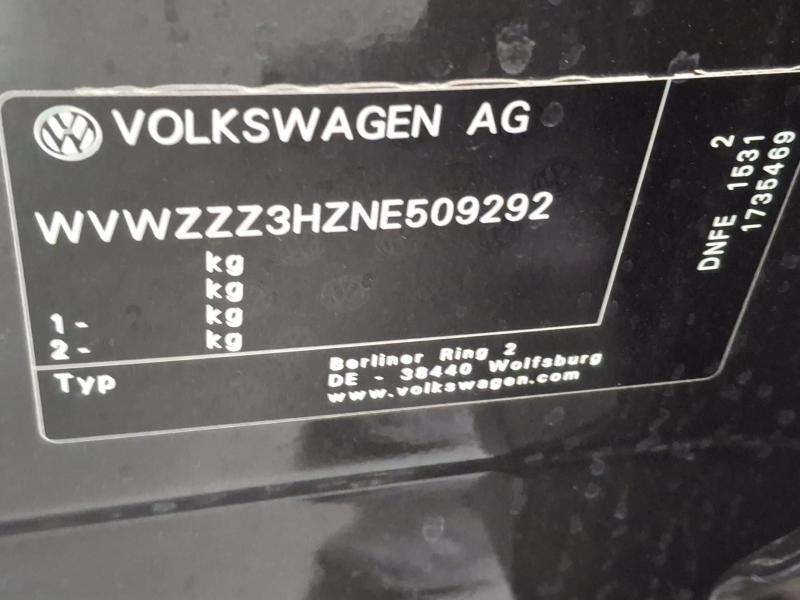 VOLKSWAGEN AG
WVWZZZ3HZNE509292
kg
kg
1- kg
2- kg
Typ
Berliner Ring 2
DE - 38440 Wolfsburg
www.volkswagen.com
2
DNFE 1531
1735469